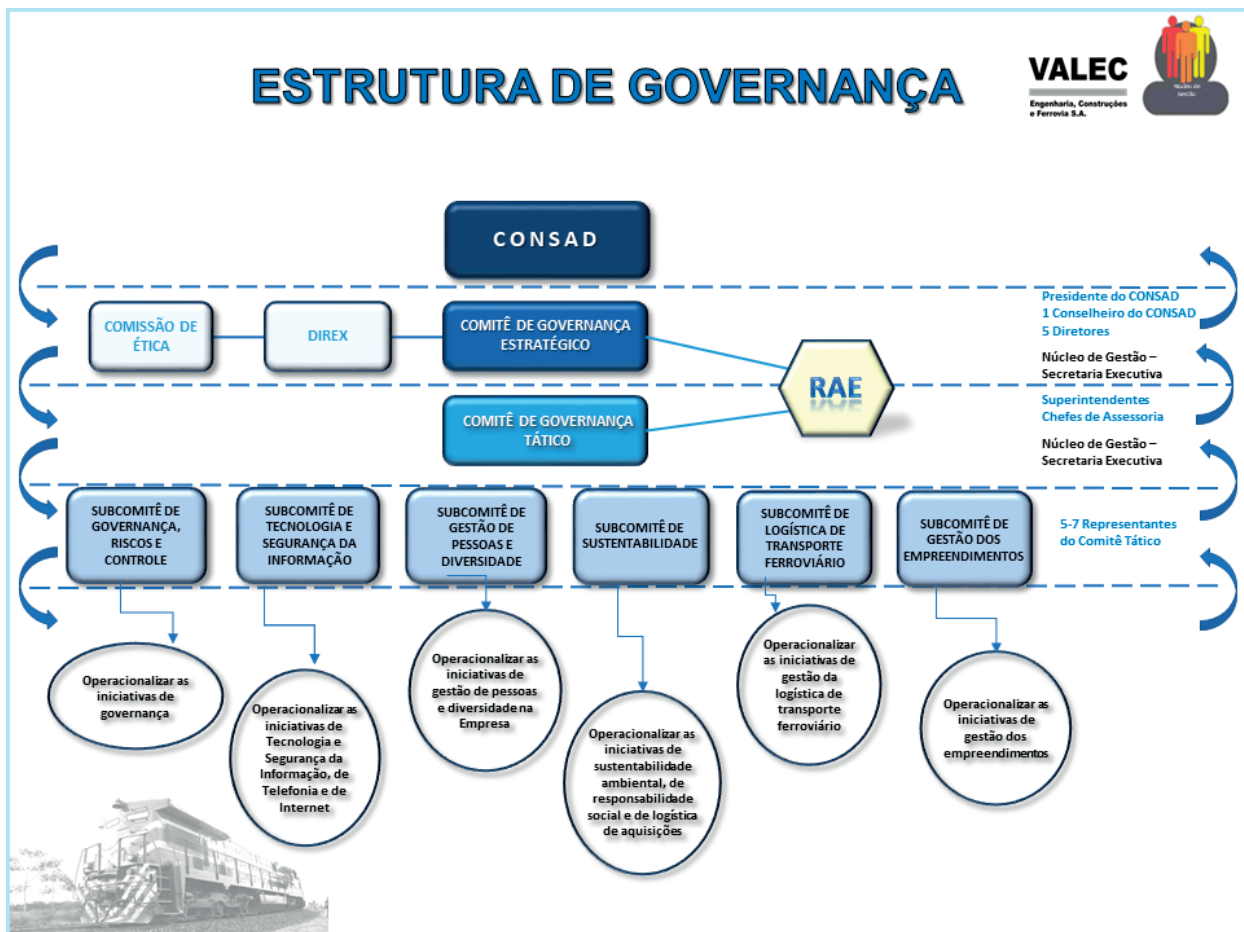 ESTRUTURA DE GOVERNANÇA
VALEC
Engenharia, Construções
e Ferrovia S.A.
Núcleo de
Gestão
CONSAD
COMISSÃO DE
ÉTICA
DIREX
COMITÊ DE GOVERNANÇA
ESTRATÉGICO
COMITÊ DE GOVERNANÇA
TÁTICO
RAE
Presidente do CONSAD
1 Conselheiro do CONSAD
5 Diretores
Núcleo de Gestão –
Secretaria Executiva
Superintendentes
Chefes de Assessoria
Núcleo de Gestão –
Secretaria Executiva
SUBCOMITÊ DE
GOVERNANÇA,
RISCOS E
CONTROLE
SUBCOMITÊ DE
TECNOLOGIA E
SEGURANÇA DA
INFORMAÇÃO
SUBCOMITÊ DE
GESTÃO DE
PESSOAS E
DIVERSIDADE
SUBCOMITÊ DE
SUSTENTABILIDADE
SUBCOMITÊ DE
LOGÍSTICA DE
TRANSPORTE
FERROVIÁRIO
SUBCOMITÊ DE
GESTÃO DOS
EMPREENDIMENTOS
5-7 Representantes
do Comitê Tático
Operacionalizar as
iniciativas de
governança
Operacionalizar as
iniciativas de
Tecnologia e
Segurança da
Informação, de
Telefonia e de
Internet
Operacionalizar as
iniciativas de
gestão de pessoas
e diversidade na
Empresa
Operacionalizar as
iniciativas de
sustentabilidade
ambiental, de
responsabilidade
social e de logística
de aquisições
Operacionalizar
as iniciativas de
gestão da
logística de
transporte
ferroviário
Operacionalizar as
iniciativas de
gestão dos
empreendimentos